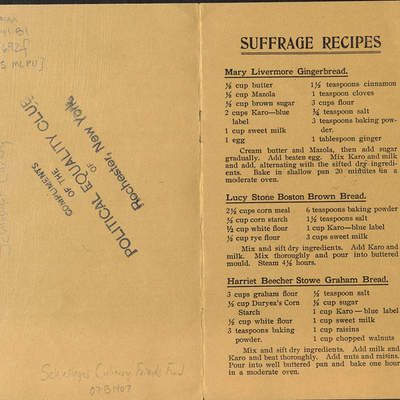 COMPLIMENTS
OF THE
POLITICAL EQUALITY CLUB
OF
Rochester, New York
Schlesinger Culinary Friends Fund
SUFFRAGE RECIPES
Mary Livermore Gingerbread.
½ cup butter
½ cup Mazola
½ cup brown sugar
2 cups Karo—blue
label
1 cup sweet milk
1 egg
1½ teaspoons cinnamon
1 teaspoon cloves
3 cups flour
¾ teaspoon salt
3 teaspoons baking pow-
der.
1 tablespoon ginger
Cream butter and Mazola, then add sugar
gradually. Add beaten egg. Mix Karo and milk
and add, alternating with the sifted dry ingredi-
ents. Bake in shallow pan 20 minutes in a
moderate oven.
Lucy Stone Boston Brown Bread.
2½ cups corn meal
½ cup corn starch
½ cup white flour
½ cup rye flour
6 teaspoons baking powder
1½ teaspoons salt
1 cup Karo—blue label
3 cups sweet milk
Mix and sift dry ingredients. Add Karo and
milk. Mix thoroughly and pour into buttered
mould. Steam 4½ hours.
Harriet Beecher Stowe Graham Bread.
3 cups graham flour
½ cup Duryea's Corn
Starch
½ cup white flour
3 teaspoons baking
powder.
½ teaspoon salt
½ cup sugar
1 cup Karo—blue label
1 cup sweet milk
1 cup raisins
1 cup chopped walnuts
Mix and sift dry ingredients. Add milk and
Karo and beat thoroughly. Add nuts and raisins.
Pour into well buttered pan and bake one hour
in a moderate oven.